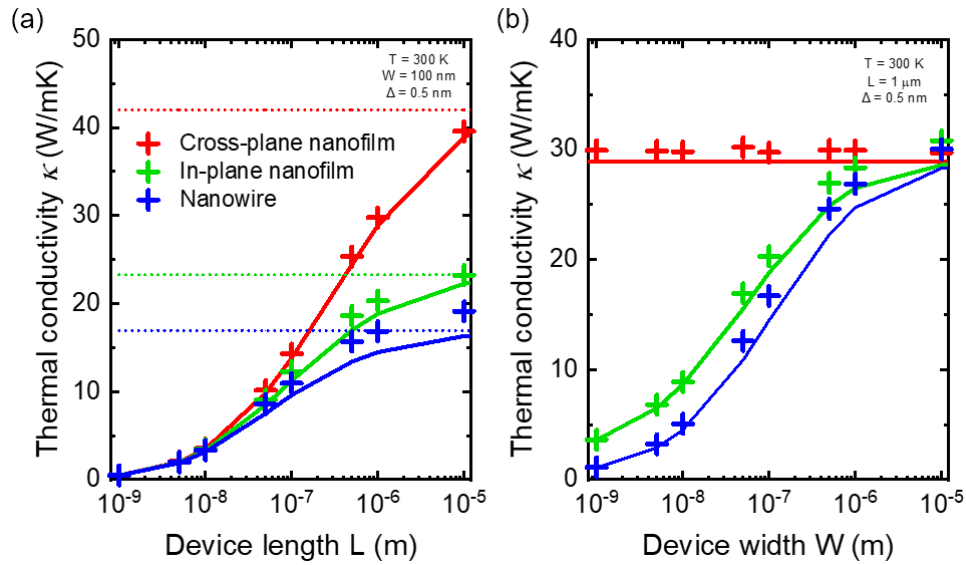 (a)
50
40
30
20
10
0
Thermal conductivity κ (W/mK)
T = 300 K
W = 100 nm
Δ = 0.5 nm
Cross-plane nanofilm
In-plane nanofilm
Nanowire
10⁻⁹ 10⁻⁸ 10⁻⁷ 10⁻⁶ 10⁻⁵
Device length L (m)
(b)
40
30
20
10
0
Thermal conductivity κ (W/mK)
T = 300 K
L = 1 μm
Δ = 0.5 nm
10⁻⁹ 10⁻⁸ 10⁻⁷ 10⁻⁶ 10⁻⁵
Device width W (m)